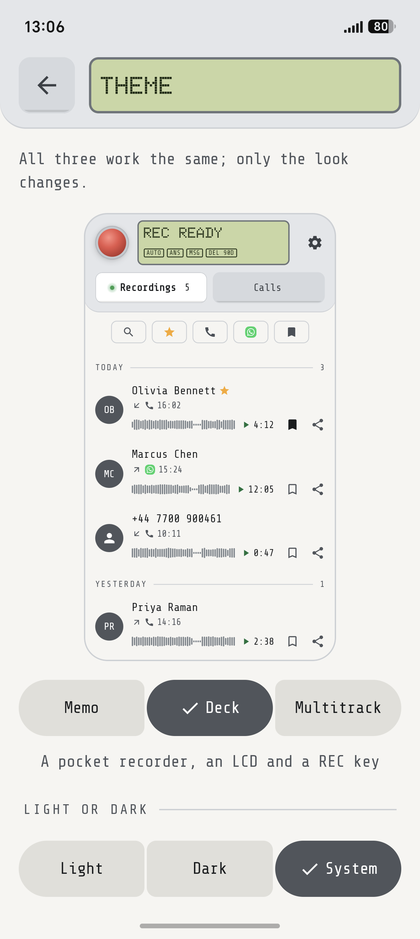 13:06
80
THEME
All three work the same; only the look
changes.
REC READY
AUTO ANS MSG DEL 90D
Recordings 5
Calls
TODAY 3
OB
Olivia Bennett
16:02
4:12
MC
Marcus Chen
15:24
12:05
+44 7700 900461
10:11
0:47
YESTERDAY 1
PR
Priya Raman
14:16
2:38
Memo
Deck
Multitrack
A pocket recorder, an LCD and a REC key
LIGHT OR DARK
Light
Dark
System